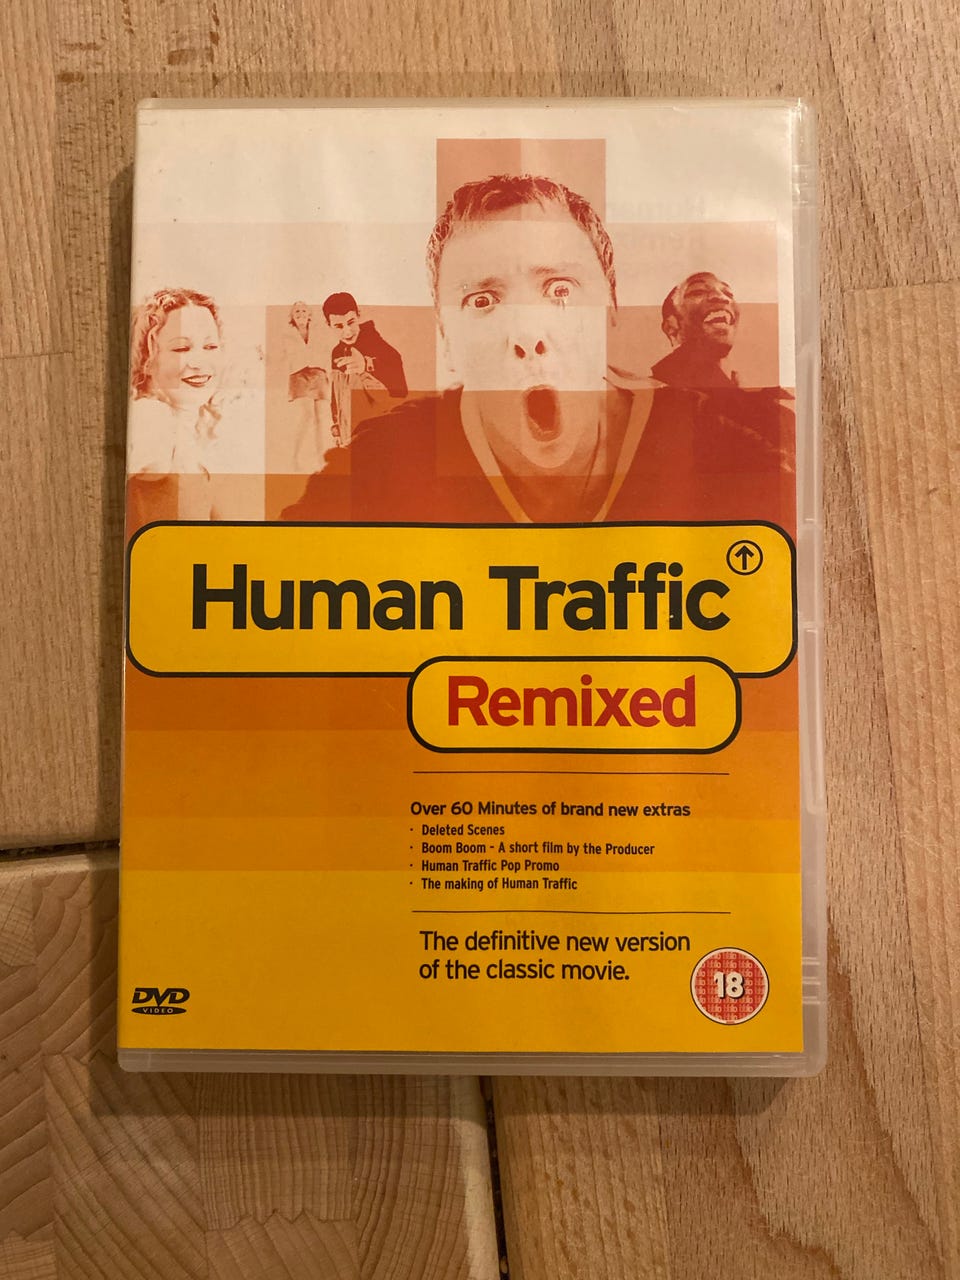 Human Traffic
Remixed
Over 60 Minutes of brand new extras
· Deleted Scenes
· Boom Boom - A short film by the Producer
· Human Traffic Pop Promo
· The making of Human Traffic
The definitive new version
of the classic movie.
18
DVD
VIDEO